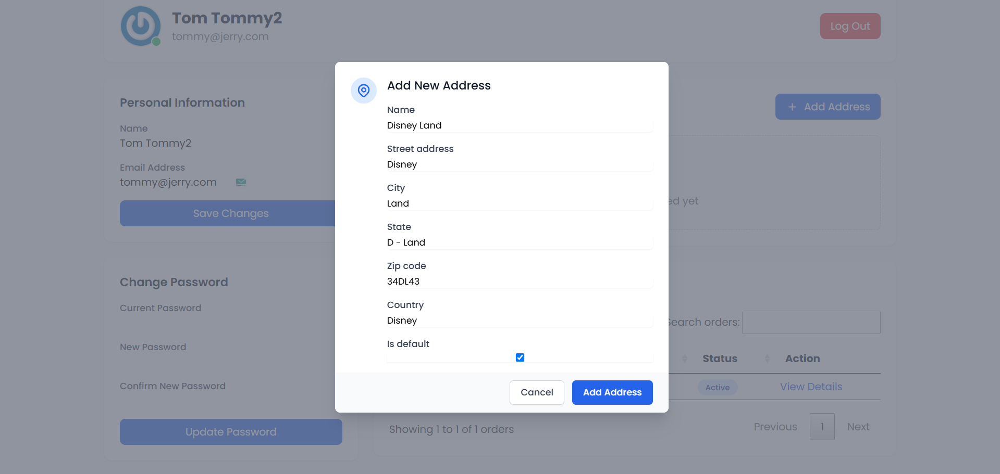 Tom Tommy2
tommy@jerry.com
Log Out
Personal Information
Name
Tom Tommy2
Email Address
tommy@jerry.com
Save Changes
Change Password
Current Password
New Password
Confirm New Password
Update Password
Add New Address
Name
Disney Land
Street address
Disney
City
Land
State
D - Land
Zip code
34DL43
Country
Disney
Is default
Cancel
Add Address
+ Add Address
yet
Search orders:
Status
Action
Active
View Details
Showing 1 to 1 of 1 orders
Previous
1
Next